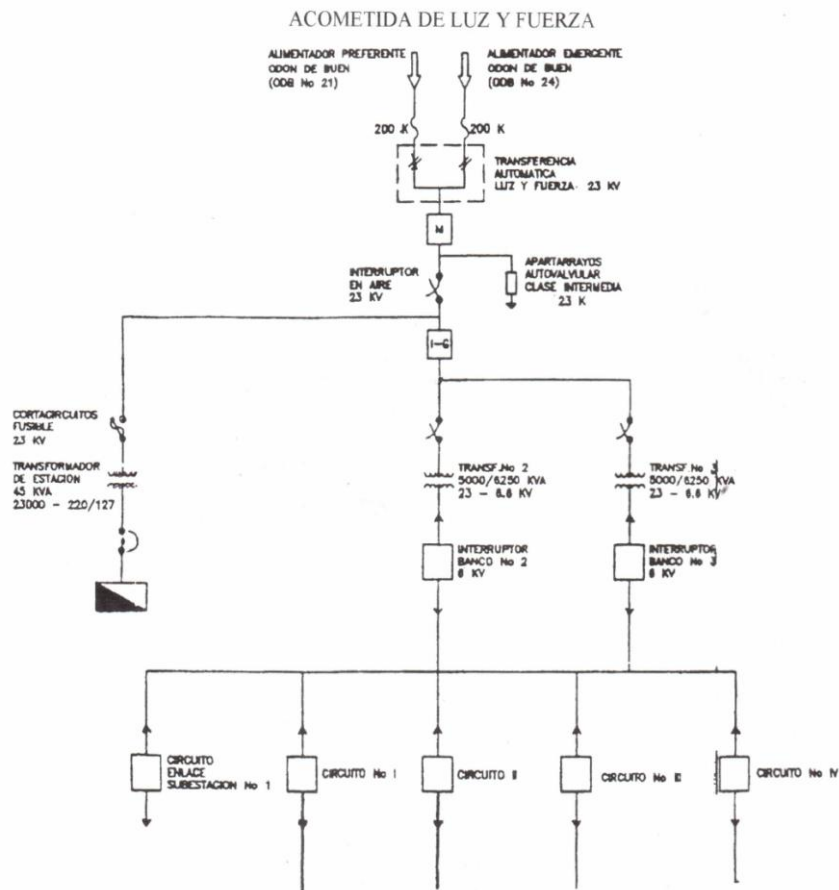 ACOMETIDA DE LUZ Y FUERZA
ALIMENTADOR PREFERENTE
ODON DE BUEN
(ODB No 21)
ALIMENTADOR EMERGENTE
ODON DE BUEN
(ODB No 24)
200 K
200 K
TRANSFERENCIA
AUTOMATICA
LUZ Y FUERZA 23 KV
M
INTERRUPTOR
EN AIRE
23 KV
APARTARRAYOS
AUTOVALVULAR
CLASE INTERMEDIA
23 K
I-G
CORTACIRCUITOS
FUSIBLE
23 KV
TRANSFORMADOR
DE ESTACION
45 KVA
23000 - 220/127
TRANSF.No 2
5000/6250 KVA
23 - 6.6 KV
TRANSF.No 3
5000/6250 KVA
23 - 6.6 KV
INTERRUPTOR
BANCO No 2
6 KV
INTERRUPTOR
BANCO No 3
6 KV
CIRCUITO
ENLACE
SUBESTACION No 1
CIRCUITO No I
CIRCUITO II
CIRCUITO No III
CIRCUITO No IV